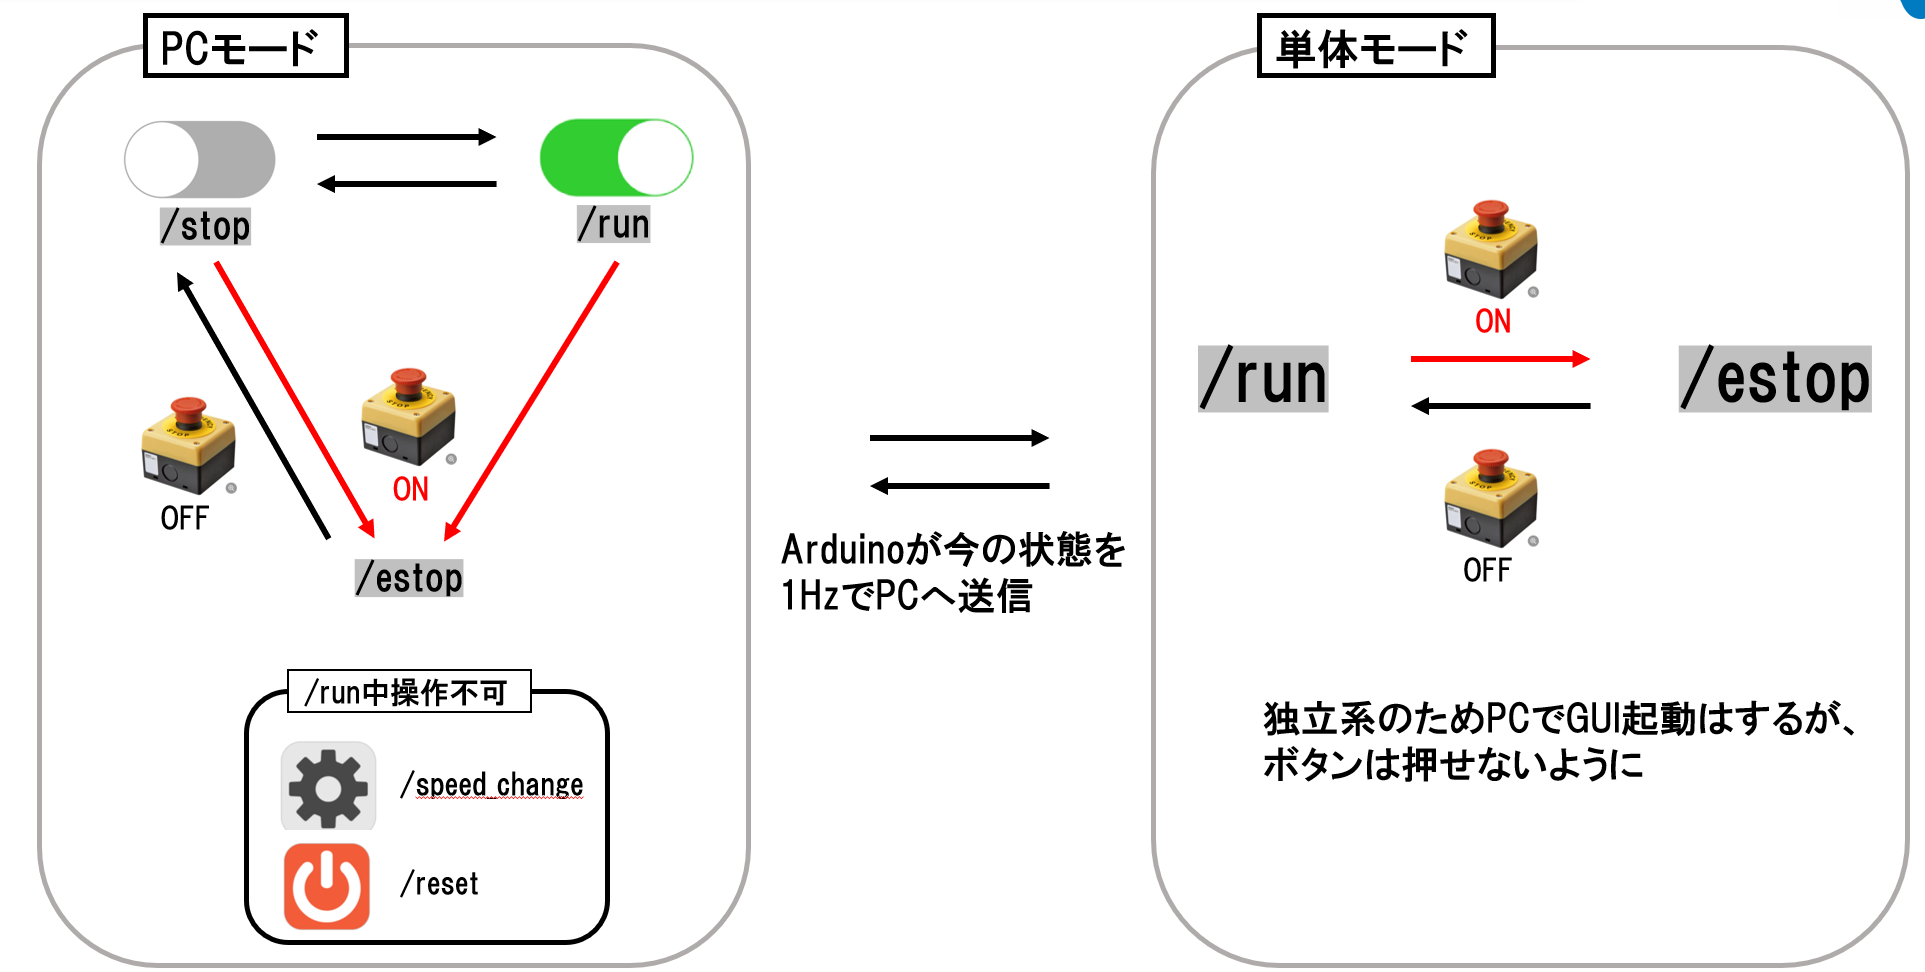 PCモード
単体モード
/stop
/run
ON
OFF
/estop
/run中操作不可
/speed_change
/reset
Arduinoが今の状態を
1HzでPCへ送信
ON
/run
/estop
OFF
独立系のためPCでGUI起動はするが、
ボタンは押せないように